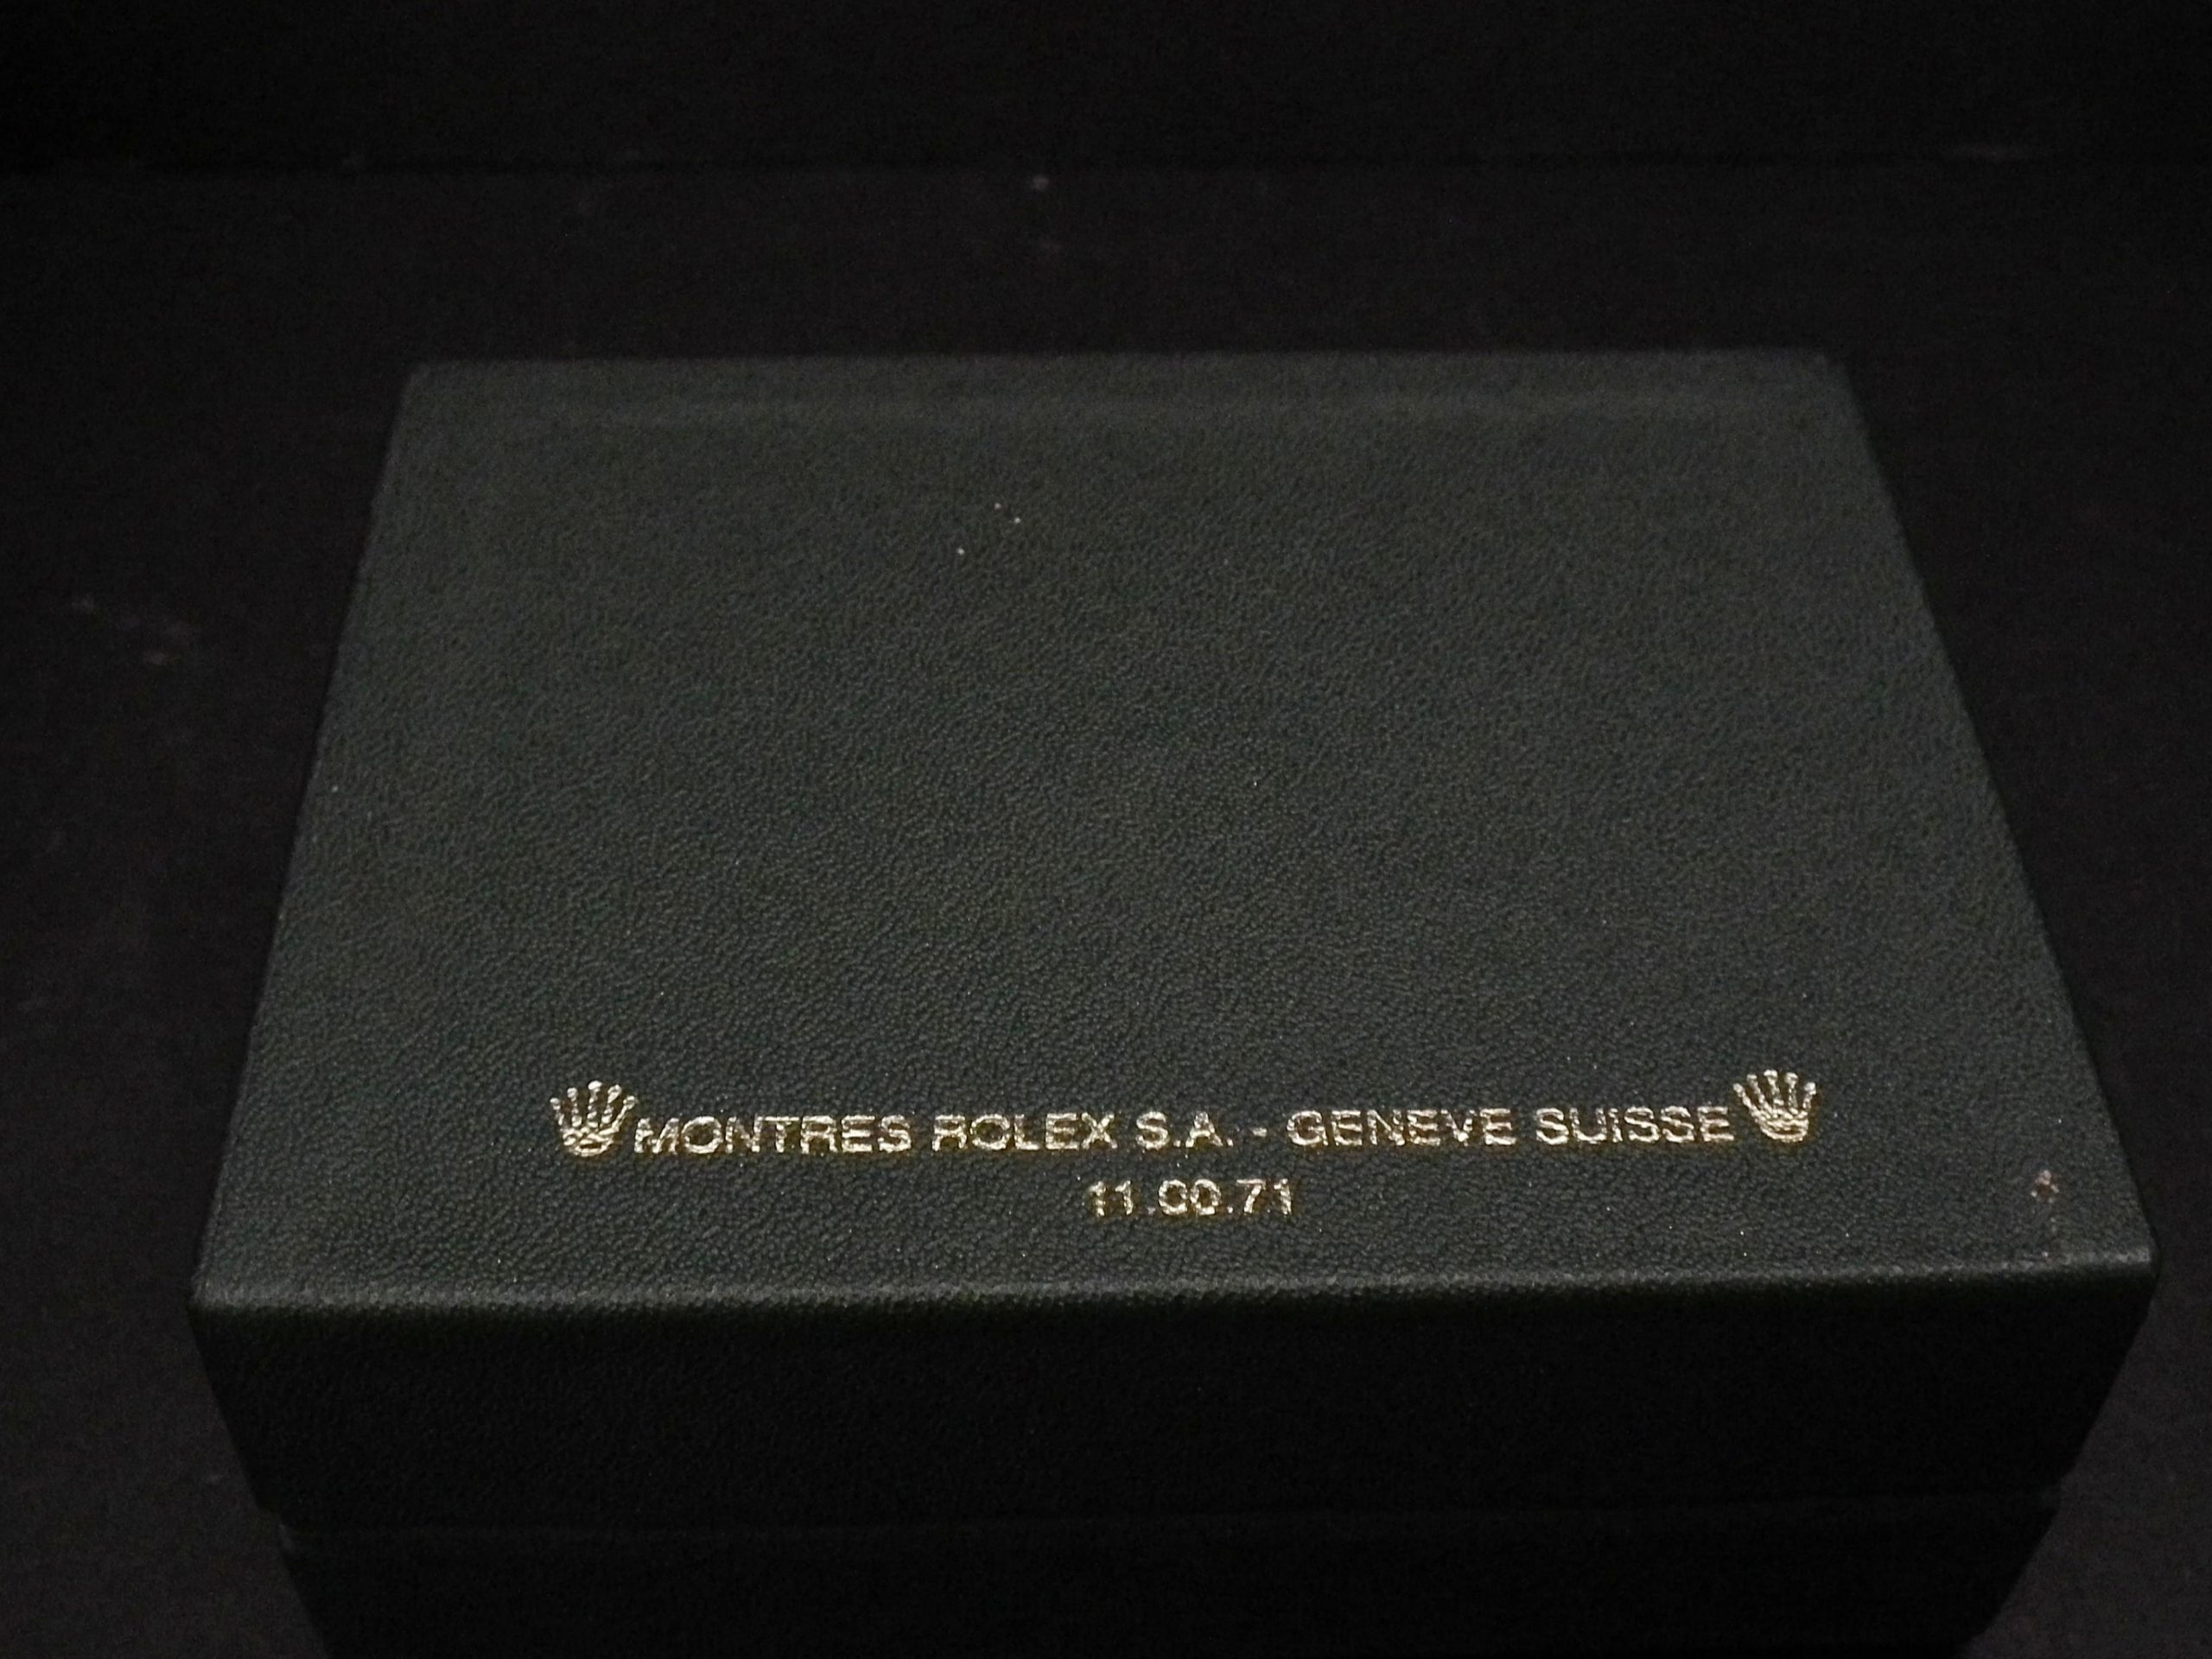 MONTRES ROLEX S.A. - GENEVE SUISSE
11.00.71